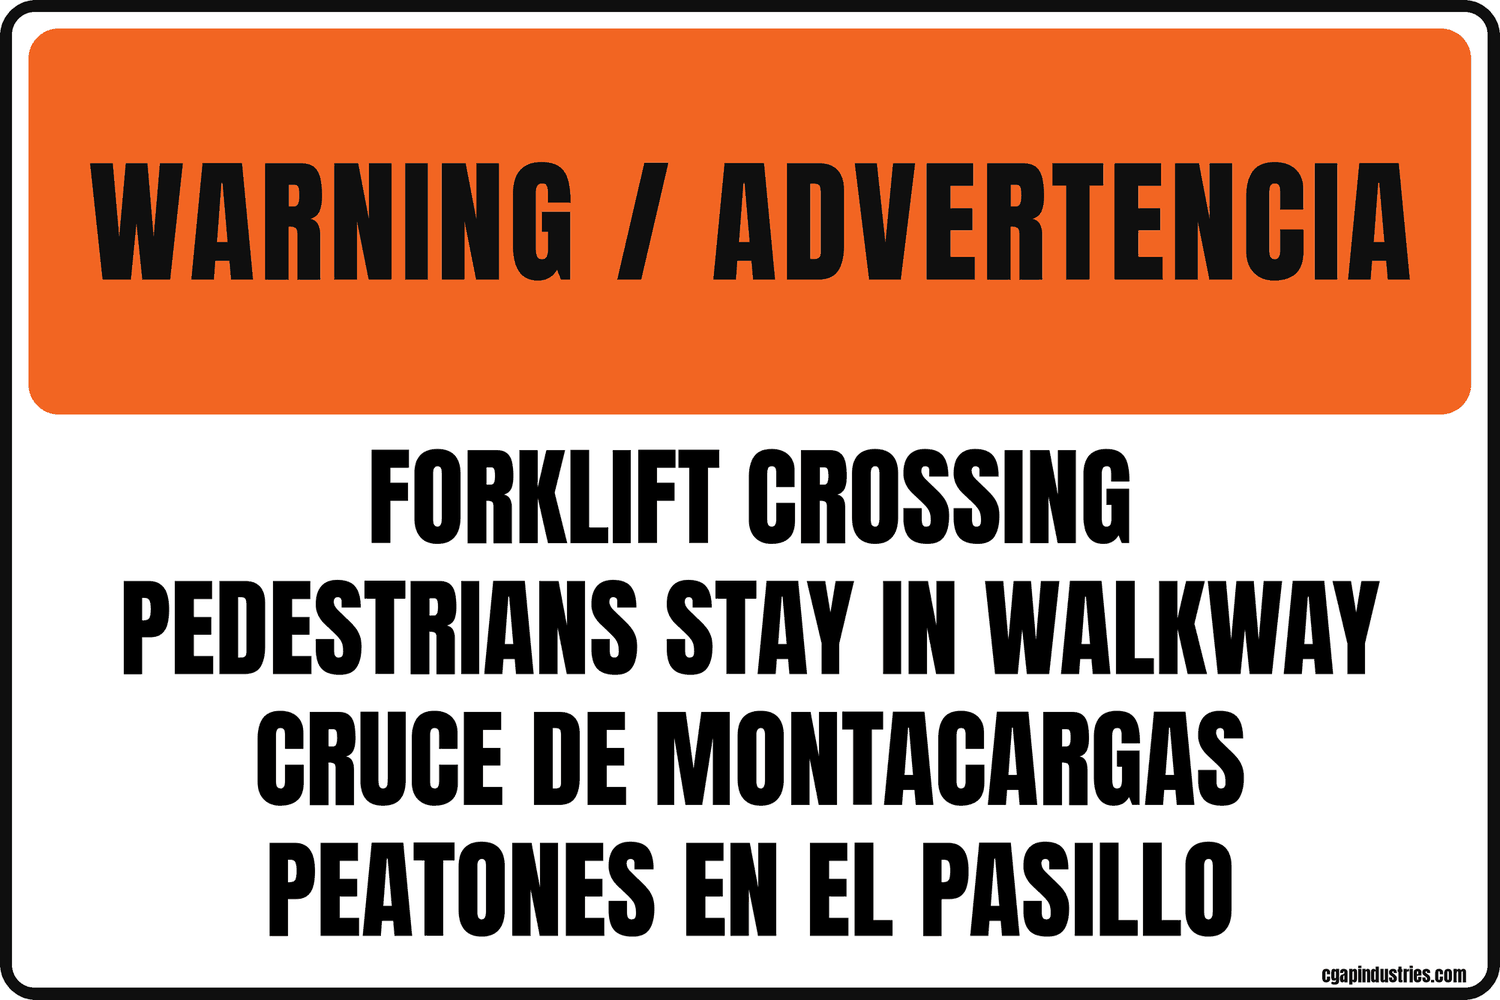 WARNING / ADVERTENCIA
FORKLIFT CROSSING
PEDESTRIANS STAY IN WALKWAY
CRUCE DE MONTACARGAS
PEATONES EN EL PASILLO
cgapindustries.com